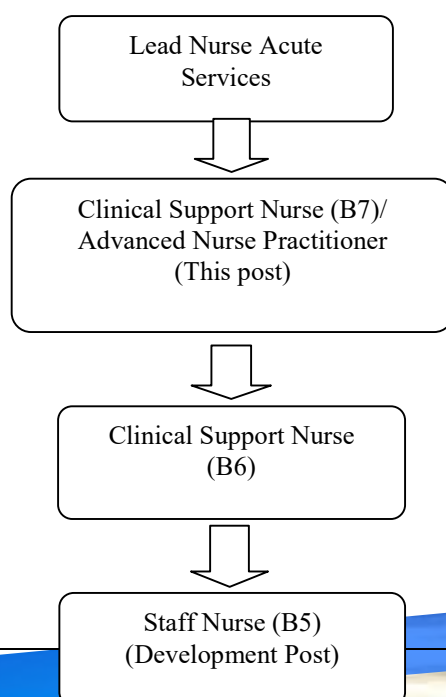 Lead Nurse Acute
Services
Clinical Support Nurse (B7)/
Advanced Nurse Practitioner
(This post)
Clinical Support Nurse
(B6)
Staff Nurse (B5)
(Development Post)